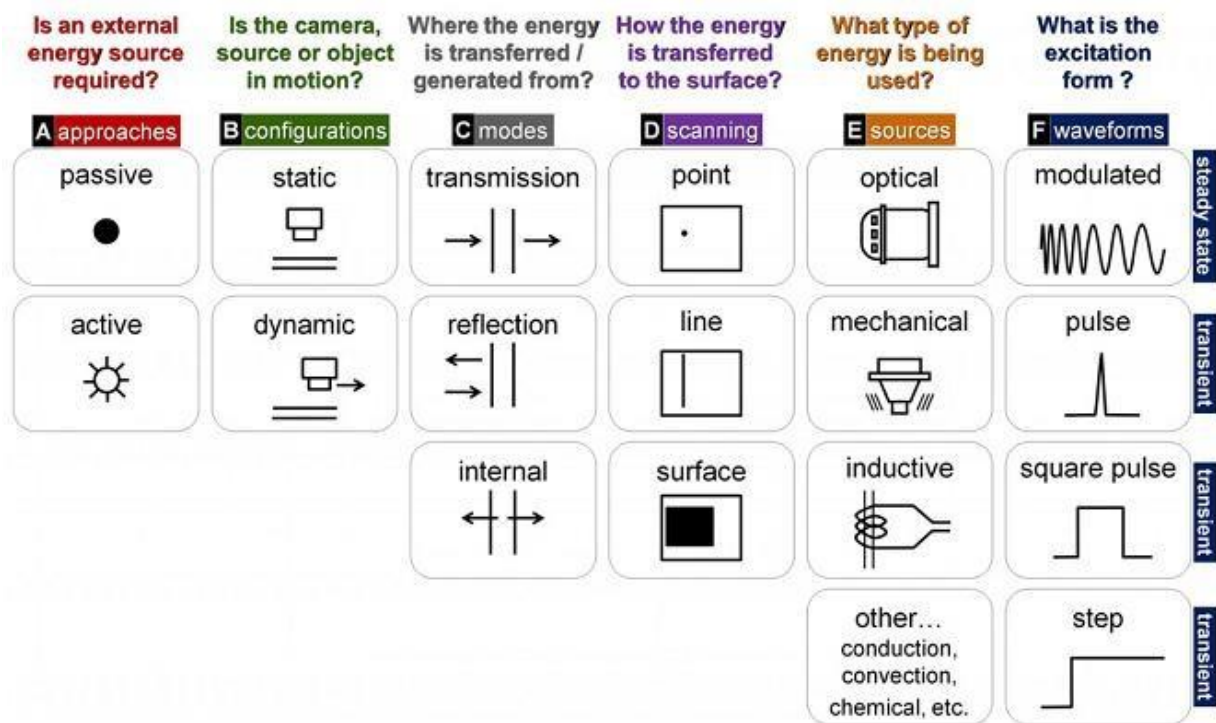 Is an external
energy source
required?
Is the camera,
source or object
in motion?
Where the energy
is transferred /
generated from?
How the energy
is transferred
to the surface?
What type of
energy is being
used?
What is the
excitation
form ?
A approaches
B configurations
C modes
D scanning
E sources
F waveforms
passive
static
transmission
point
optical
modulated
steady state
active
dynamic
reflection
line
mechanical
pulse
transient
internal
surface
inductive
square pulse
transient
other...
conduction,
convection,
chemical, etc.
step
transient